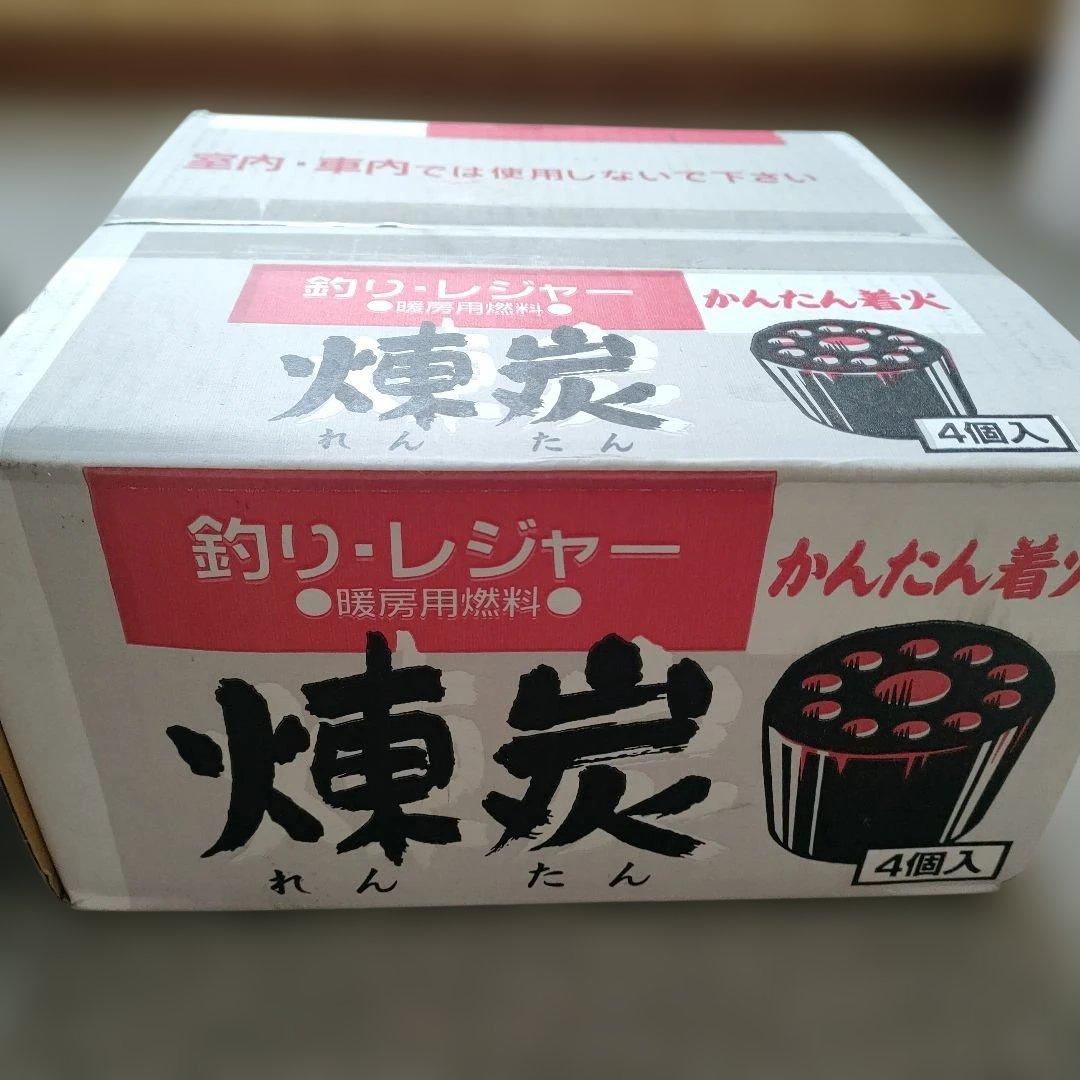 室内・車内では使用しないで下さい
釣り・レジャー
●暖房用燃料●
かんたん着火
煉炭
れんたん
4個入
釣り・レジャー
●暖房用燃料●
かんたん着火
煉炭
れんたん
4個入